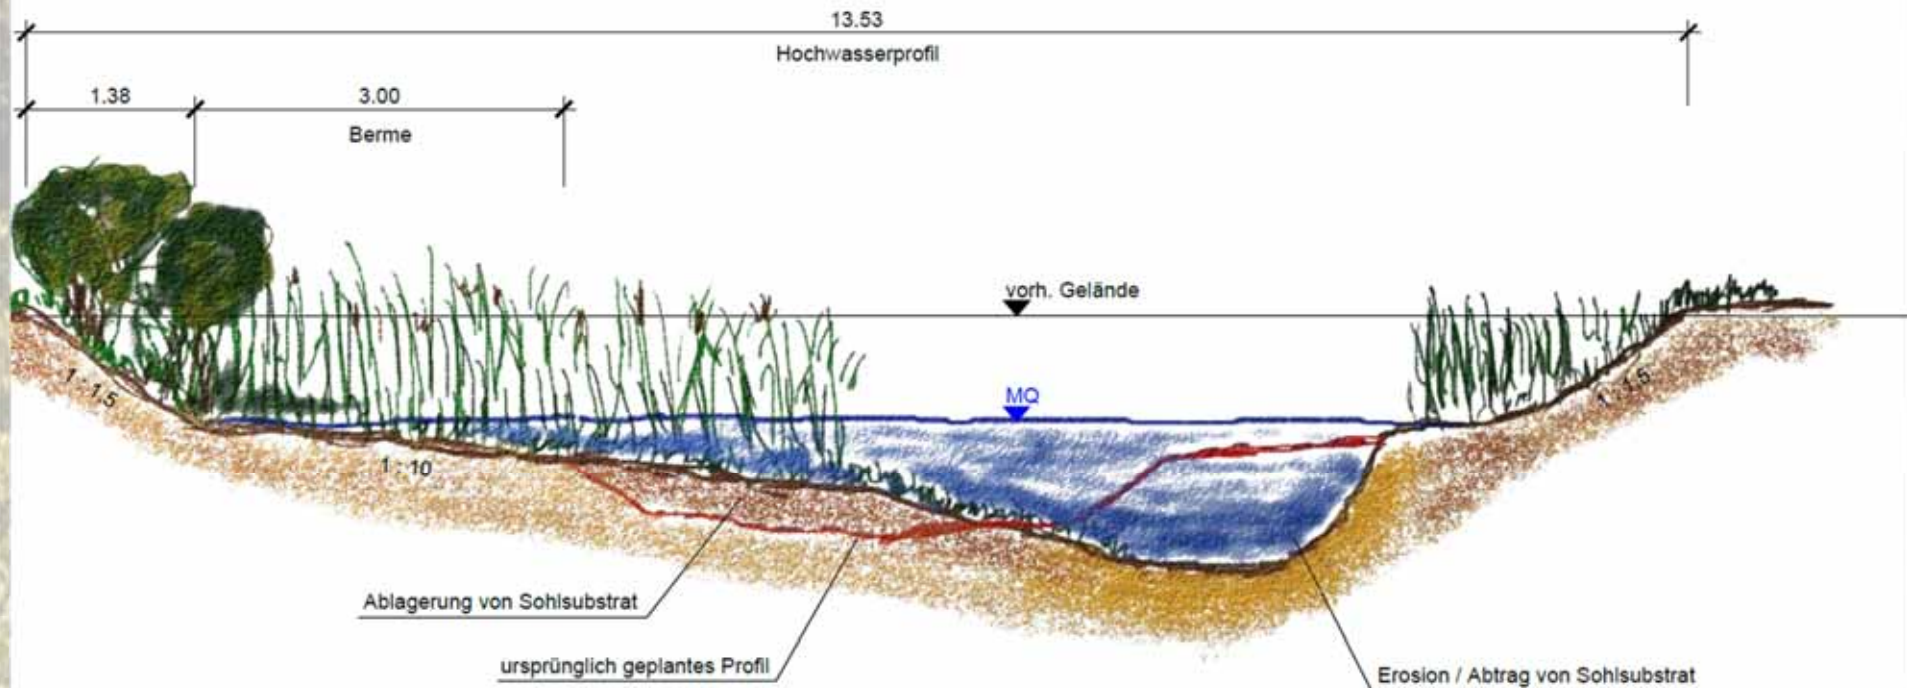 13.53
Hochwasserprofil
1.38
3.00
Berme
vorh. Gelände
MQ
1 : 1.5
1 : 1.5
1 : 10
Ablagerung von Sohlsubstrat
ursprünglich geplantes Profil
Erosion / Abtrag von Sohlsubstrat